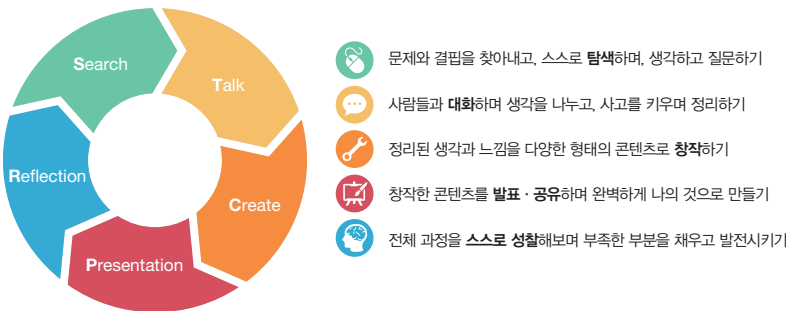 Search
Talk
Create
Presentation
Reflection
문제와 결핍을 찾아내고, 스스로 탐색하며, 생각하고 질문하기
사람들과 대화하며 생각을 나누고, 사고를 키우며 정리하기
정리된 생각과 느낌을 다양한 형태의 콘텐츠로 창작하기
창작한 콘텐츠를 발표 · 공유하며 완벽하게 나의 것으로 만들기
전체 과정을 스스로 성찰해보며 부족한 부분을 채우고 발전시키기